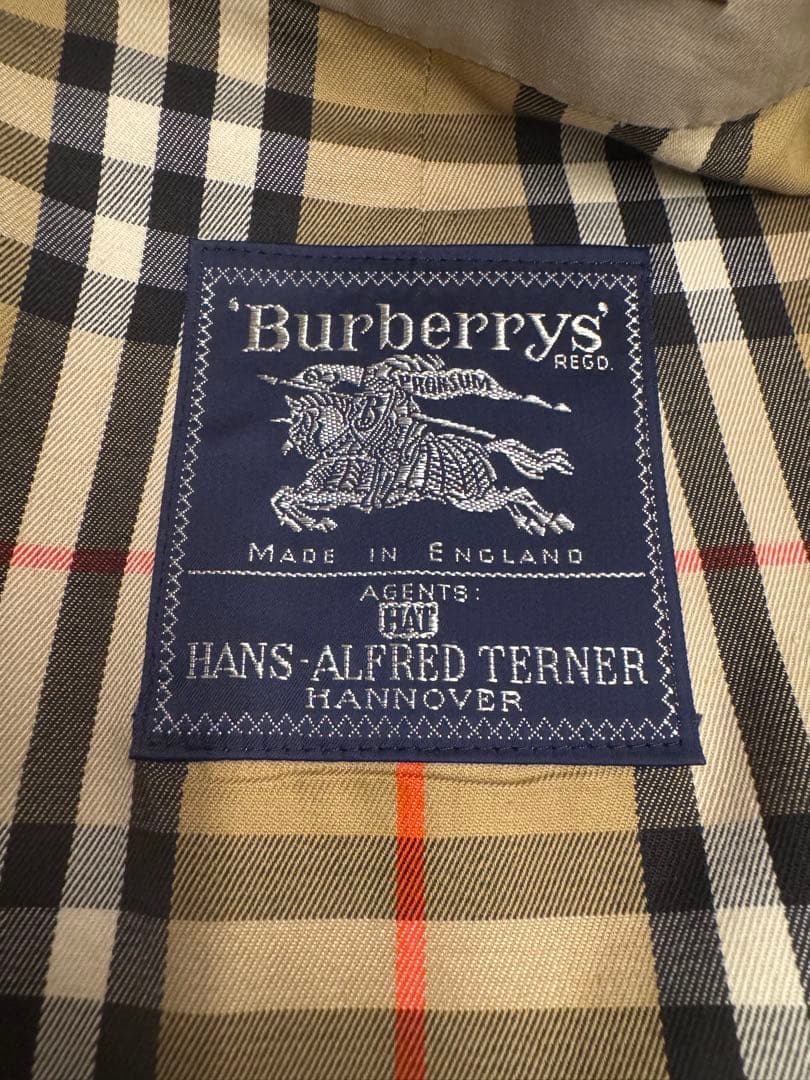 'Burberrys'
REGD.
PRORSUM
MADE IN ENGLAND
AGENTS:
HAT
HANS-ALFRED TERNER
HANNOVER